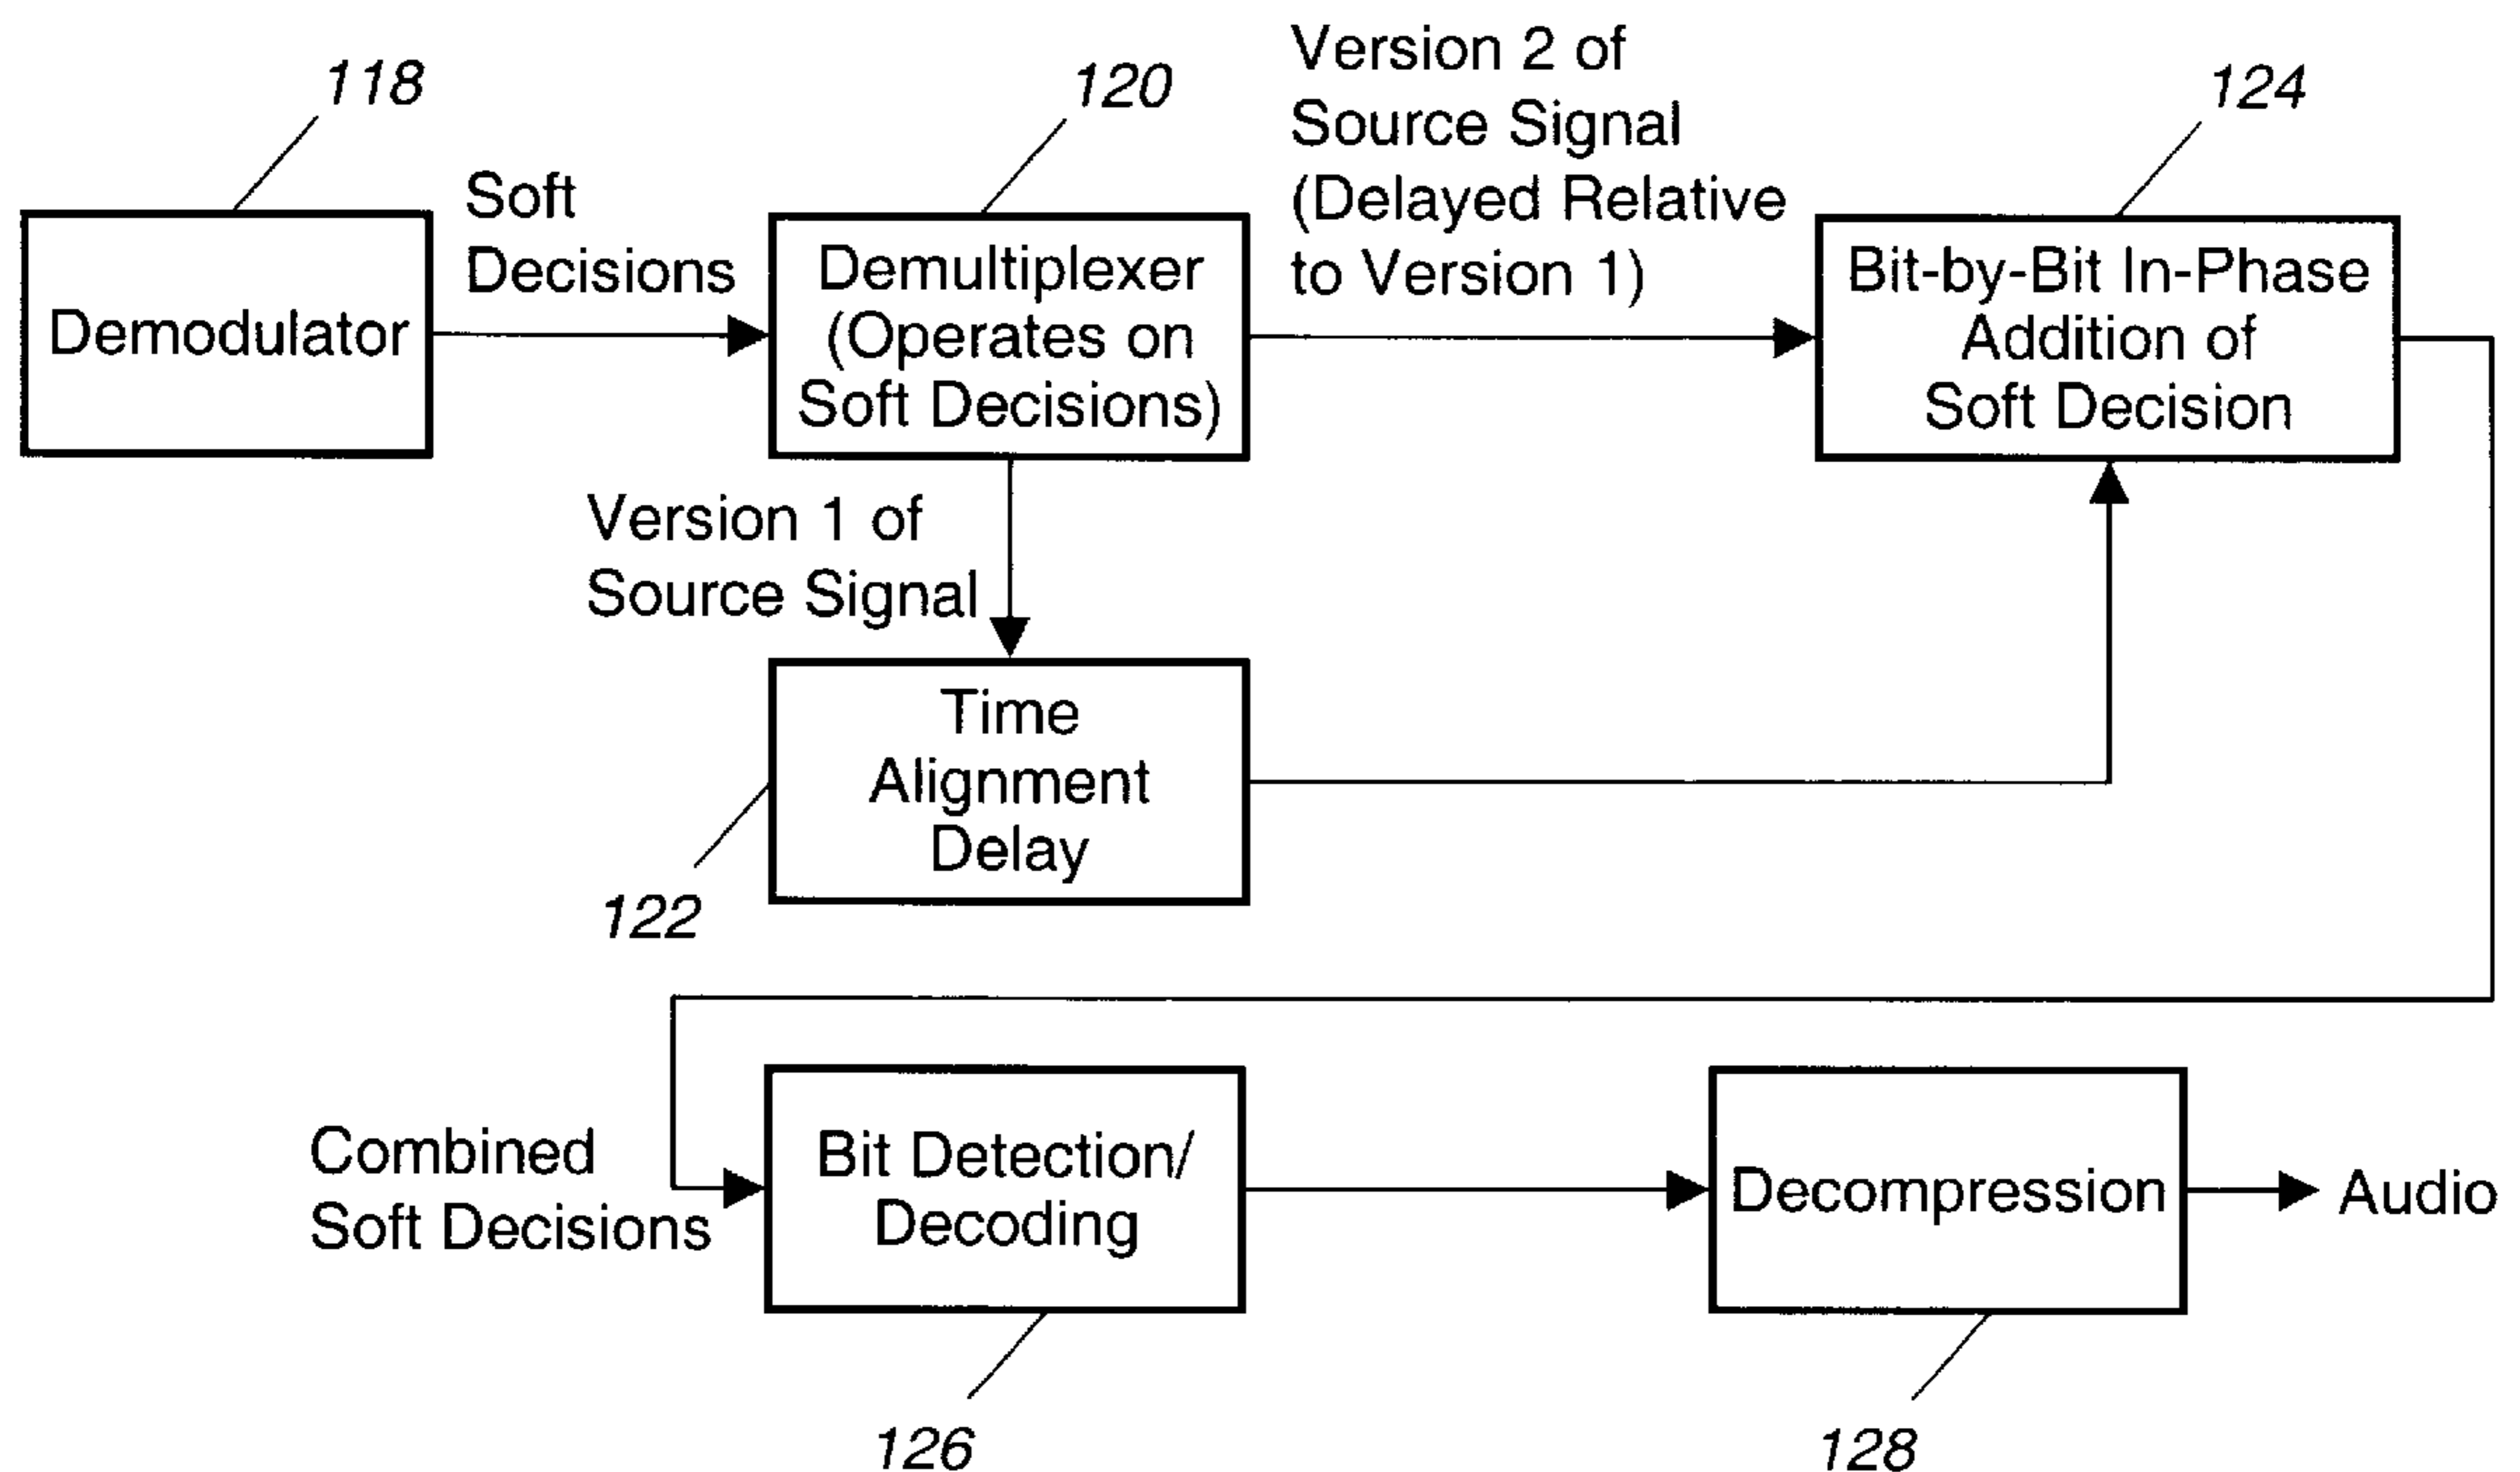 118
120
Version 2 of
Source Signal
(Delayed Relative
to Version 1)
124
Soft
Decisions
Demodulator
Demultiplexer
(Operates on
Soft Decisions)
Bit-by-Bit In-Phase
Addition of
Soft Decision
Version 1 of
Source Signal
Time
Alignment
Delay
122
Combined
Soft Decisions
Bit Detection/
Decoding
Decompression
Audio
126
128